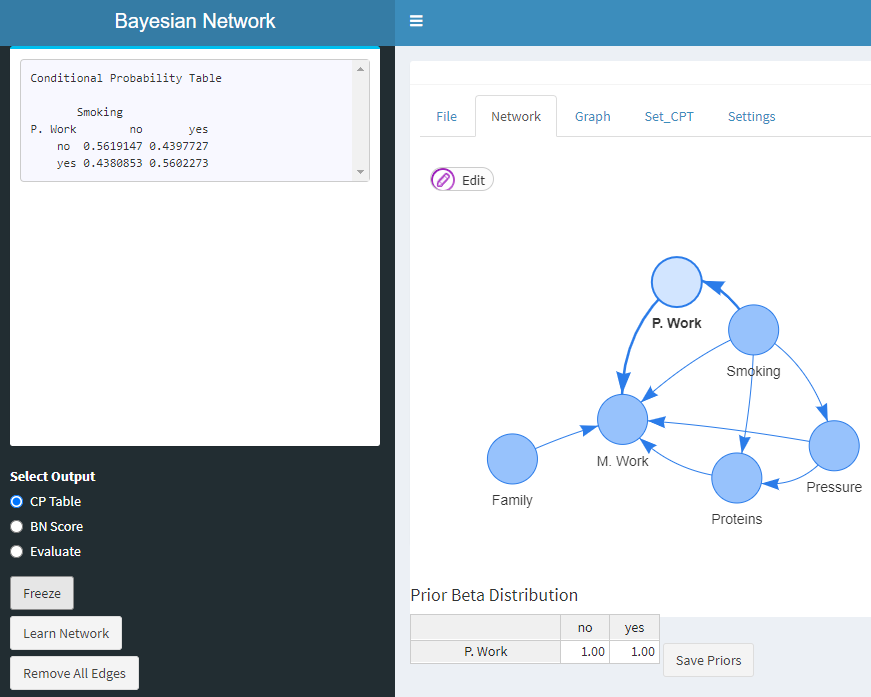 Bayesian Network
Conditional Probability Table
Smoking
P. Work no yes
no 0.5619147 0.4397727
yes 0.4380853 0.5602273
Select Output
CP Table
BN Score
Evaluate
Freeze
Learn Network
Remove All Edges
File Network Graph Set_CPT Settings
Edit
P. Work
Smoking
M. Work
Family
Pressure
Proteins
Prior Beta Distribution
no yes
P. Work 1.00 1.00
Save Priors